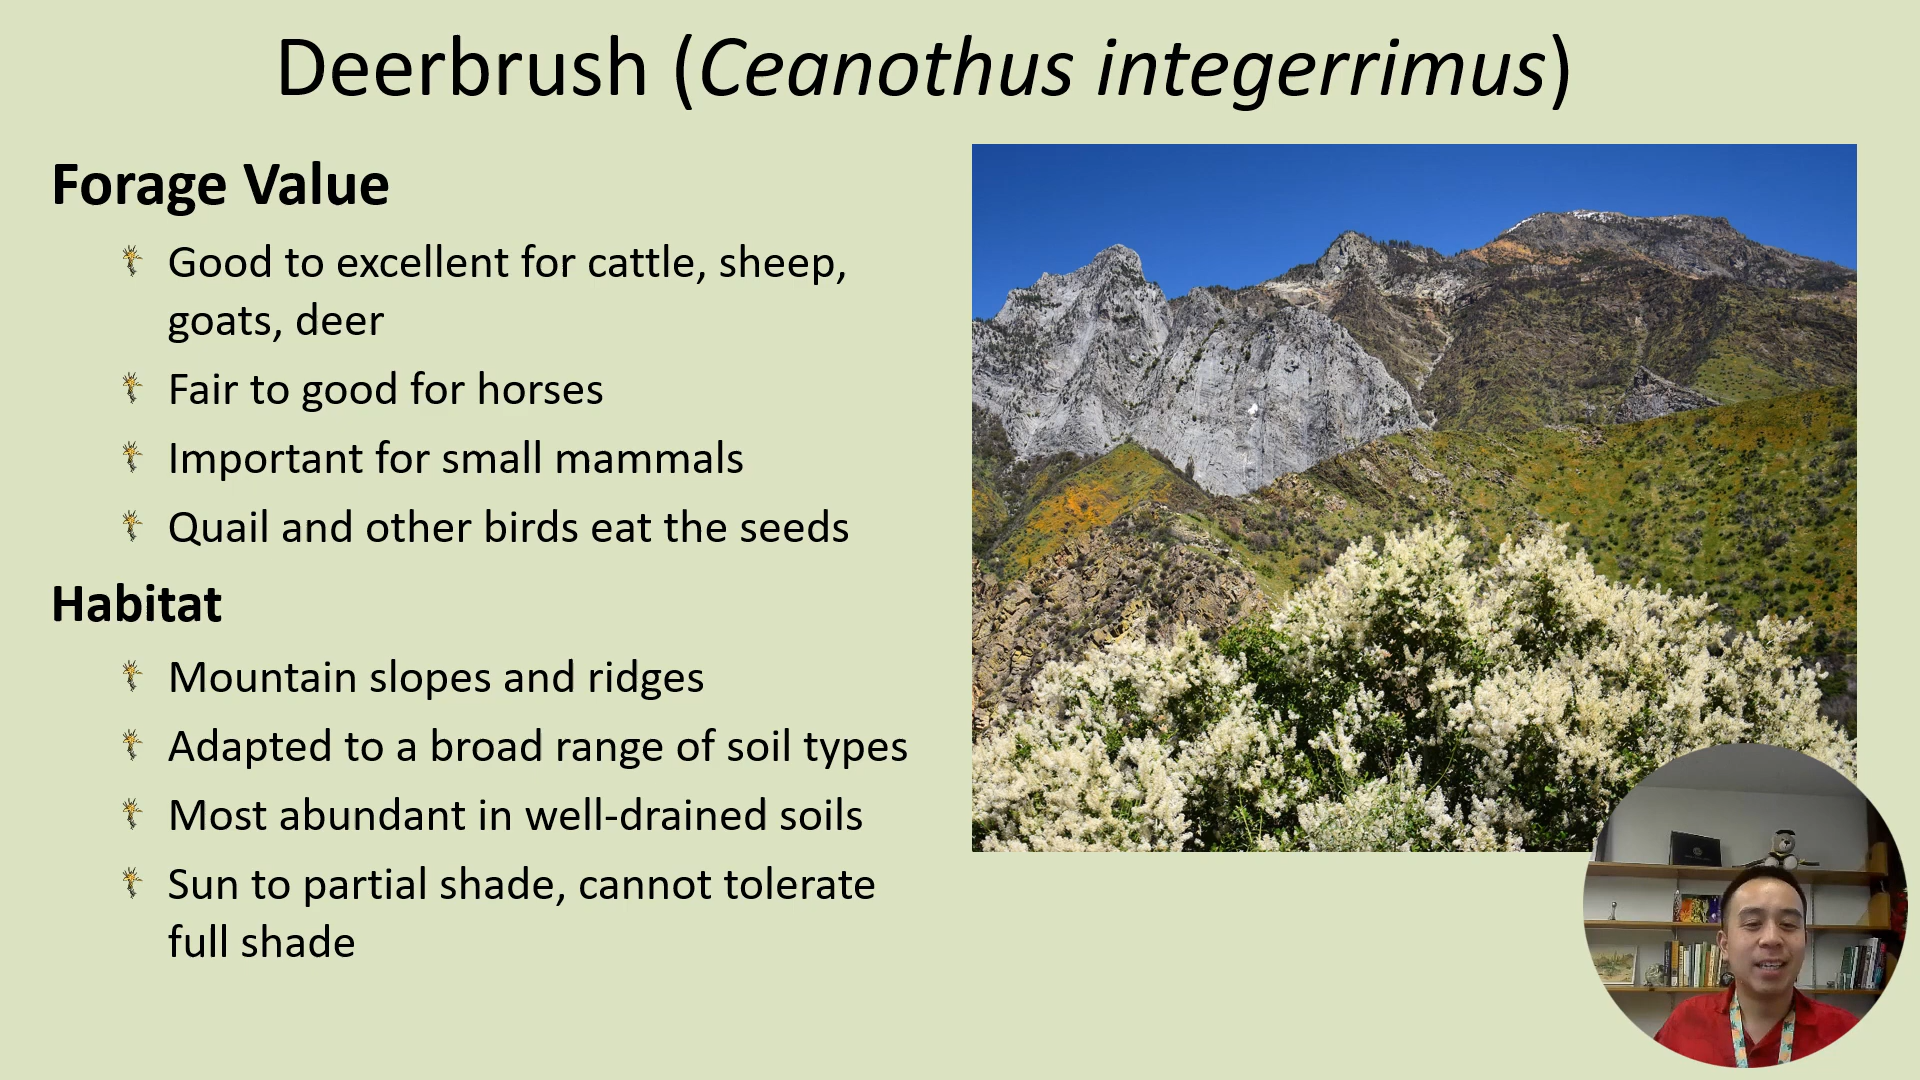 Deerbrush (Ceanothus integerrimus)
Forage Value
Good to excellent for cattle, sheep,
goats, deer
Fair to good for horses
Important for small mammals
Quail and other birds eat the seeds
Habitat
Mountain slopes and ridges
Adapted to a broad range of soil types
Most abundant in well-drained soils
Sun to partial shade, cannot tolerate
full shade